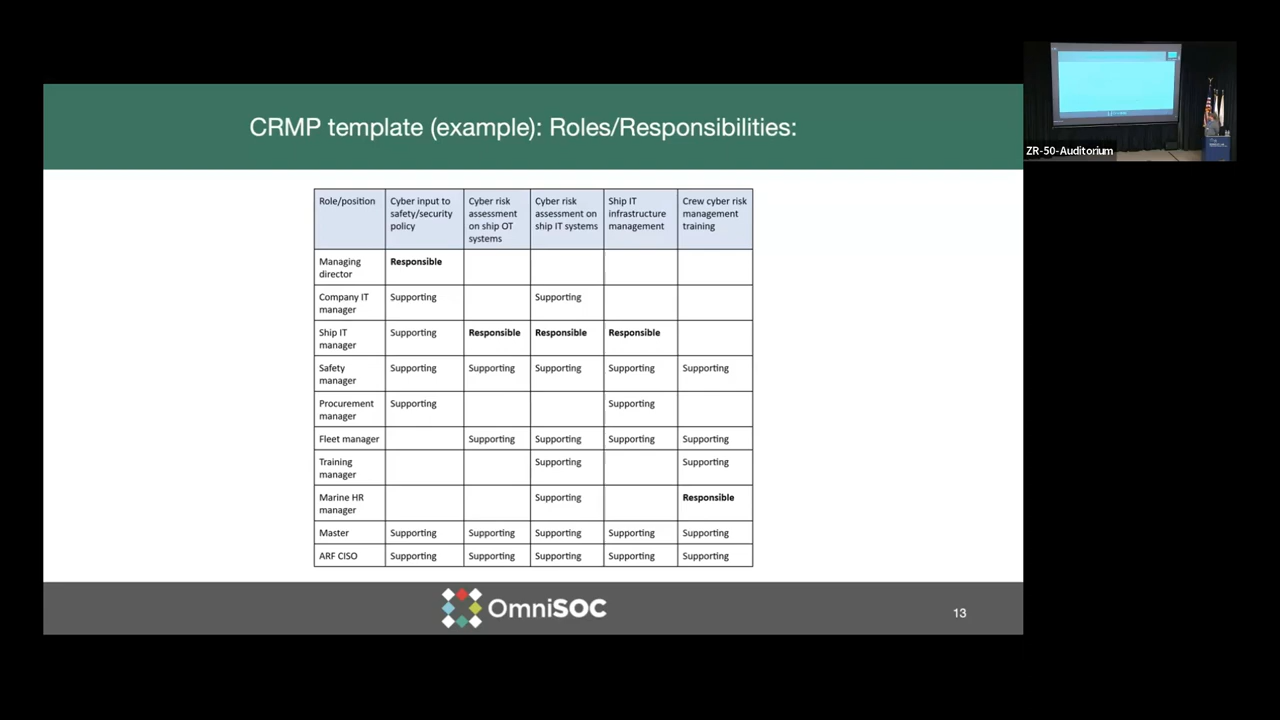 CRMP template (example): Roles/Responsibilities:
ZR-50-Auditorium
Role/position
Cyber input to
safety/security
policy
Cyber risk
assessment
on ship OT
systems
Cyber risk
assessment on
ship IT systems
Ship IT
infrastructure
management
Crew cyber risk
management
training
Managing
director
Responsible
Company IT
manager
Supporting
Supporting
Ship IT
manager
Supporting
Responsible
Responsible
Responsible
Safety
manager
Supporting
Supporting
Supporting
Supporting
Supporting
Procurement
manager
Supporting
Supporting
Fleet manager
Supporting
Supporting
Supporting
Supporting
Training
manager
Supporting
Supporting
Marine HR
manager
Supporting
Responsible
Master
Supporting
Supporting
Supporting
Supporting
Supporting
ARF CISO
Supporting
Supporting
Supporting
Supporting
Supporting
OmniSOC
13